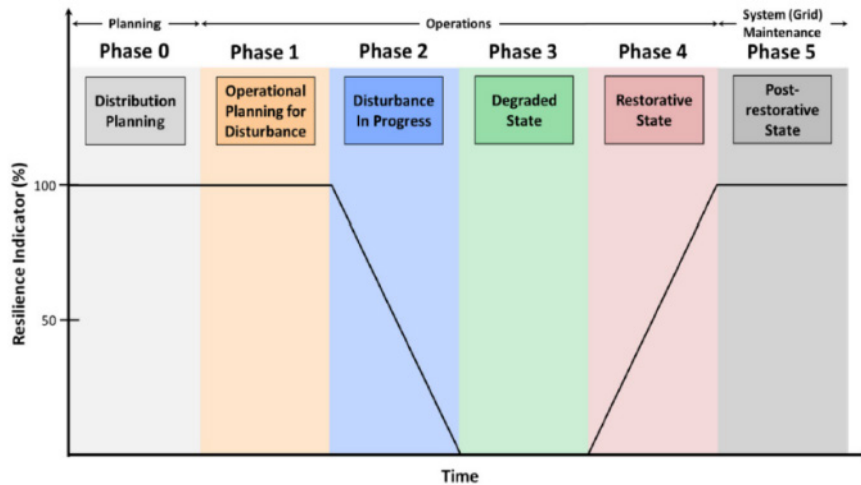 Planning
Operations
System (Grid)
Maintenance
Phase 0
Phase 1
Phase 2
Phase 3
Phase 4
Phase 5
Distribution
Planning
Operational
Planning for
Disturbance
Disturbance
In Progress
Degraded
State
Restorative
State
Post-
restorative
State
Resilience Indicator (%)
100
50
Time